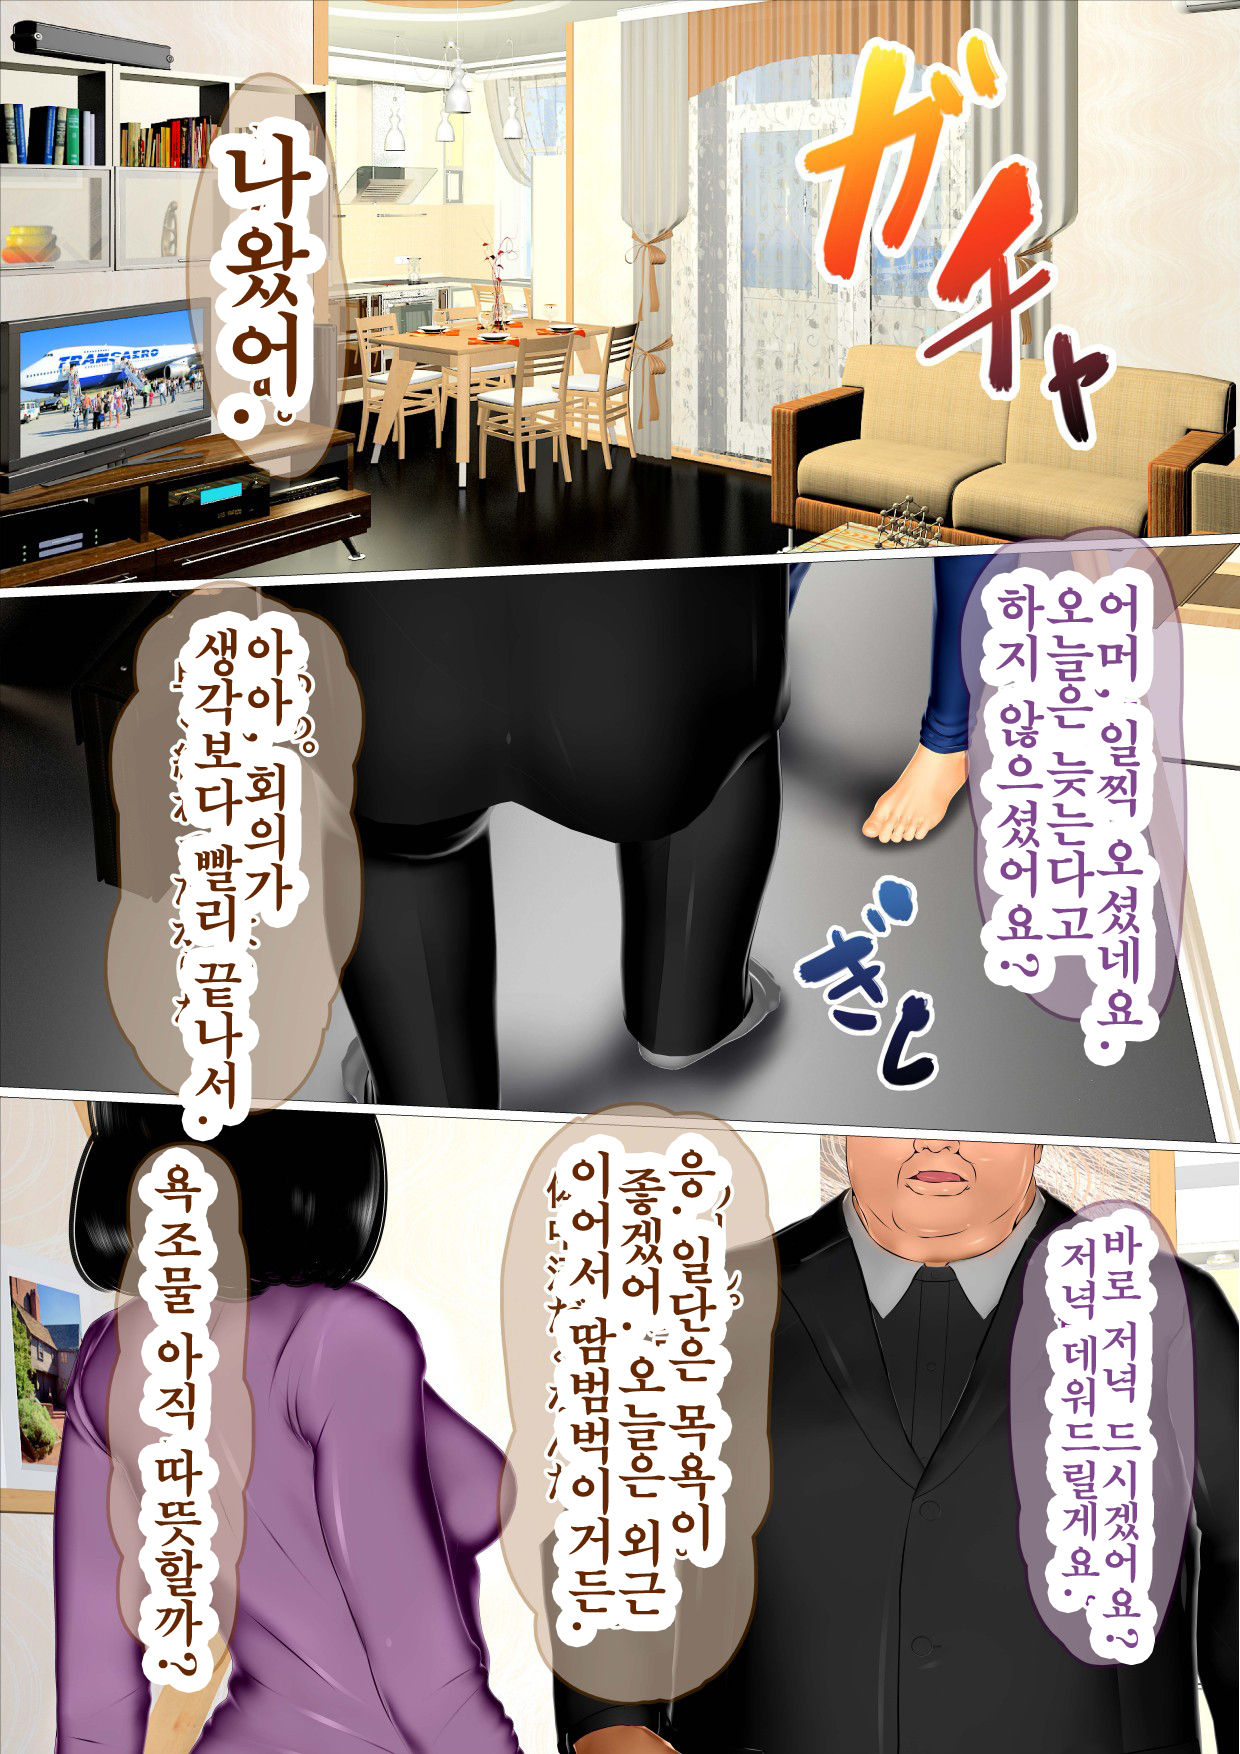 ガチャ
나 왔어.
TRANSAERO
어머, 일찍 오셨네요.
오늘은 늦는다고
하지 않으셨어요?
ぎし
아아, 회의가
생각보다 빨리 끝나서.
바로 저녁 드시겠어요?
저녁 데워드릴게요.
응. 일단은 목욕이
좋겠어. 오늘은 외근
이어서 땀범벅이거든.
욕조물 아직 따뜻할까?